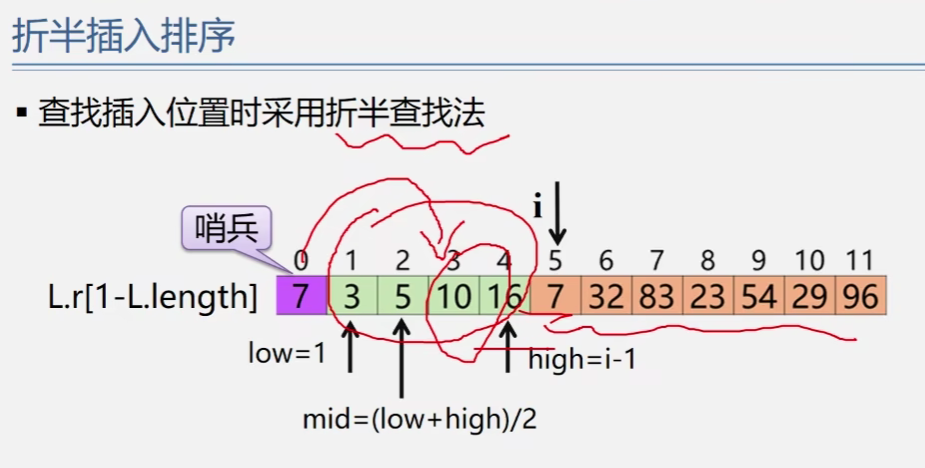 折半插入排序
▪ 查找插入位置时采用折半查找法
哨兵
i
0 1 2 3 4 5 6 7 8 9 10 11
L.r[1-L.length] 7 3 5 10 16 7 32 83 23 54 29 96
low=1
high=i-1
mid=(low+high)/2